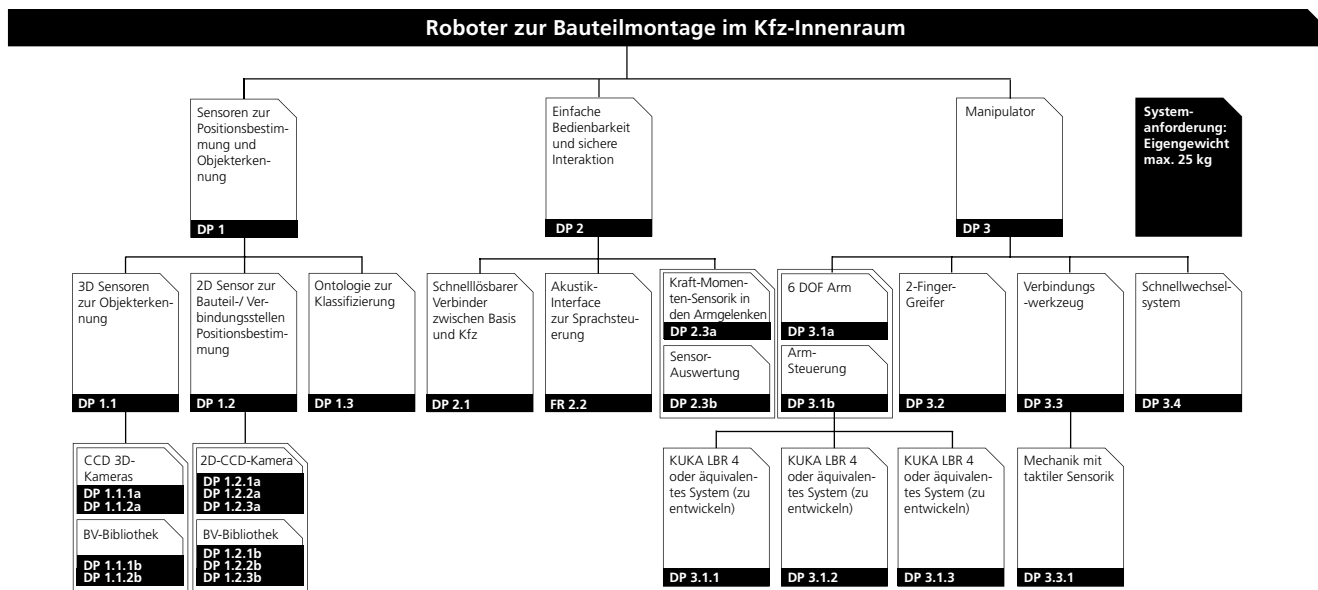 Roboter zur Bauteilmontage im Kfz-Innenraum
Sensoren zur
Positionsbestim-
mung und
Objekterken-
nung
DP 1
Einfache
Bedienbarkeit
und sichere
Interaktion
DP 2
Manipulator
DP 3
System-
anforderung:
Eigengewicht
max. 25 kg
3D Sensoren
zur Objekterken-
nung
DP 1.1
2D Sensor zur
Bauteil-/ Ver-
bindungsstellen
Positionsbestim-
mung
DP 1.2
Ontologie zur
Klassifizierung
DP 1.3
Schnelllösbarer
Verbinder
zwischen Basis
und Kfz
DP 2.1
Akustik-
Interface
zur Sprachsteu-
erung
FR 2.2
Kraft-Momen-
ten-Sensorik in
den Armgelenken
DP 2.3a
Sensor-
Auswertung
DP 2.3b
6 DOF Arm
DP 3.1a
Arm-
Steuerung
DP 3.1b
2-Finger-
Greifer
DP 3.2
Verbindungs
-werkzeug
DP 3.3
Schnellwechsel-
system
DP 3.4
CCD 3D-
Kameras
DP 1.1.1a
DP 1.1.2a
BV-Bibliothek
DP 1.1.1b
DP 1.1.2b
2D-CCD-Kamera
DP 1.2.1a
DP 1.2.2a
DP 1.2.3a
BV-Bibliothek
DP 1.2.1b
DP 1.2.2b
DP 1.2.3b
KUKA LBR 4
oder äquivalen-
tes System (zu
entwickeln)
DP 3.1.1
KUKA LBR 4
oder äquivalen-
tes System (zu
entwickeln)
DP 3.1.2
KUKA LBR 4
oder äquivalen-
tes System (zu
entwickeln)
DP 3.1.3
Mechanik mit
taktiler Sensorik
DP 3.3.1